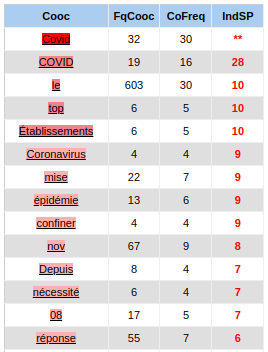 Cooc FqCooc CoFreq IndSP
Covid 32 30 **
COVID 19 16 28
le 603 30 10
top 6 5 10
Établissements 6 5 10
Coronavirus 4 4 9
mise 22 7 9
épidémie 13 6 9
confiner 4 4 9
nov 67 9 8
Depuis 8 4 7
nécessité 6 4 7
08 17 5 7
réponse 55 7 6